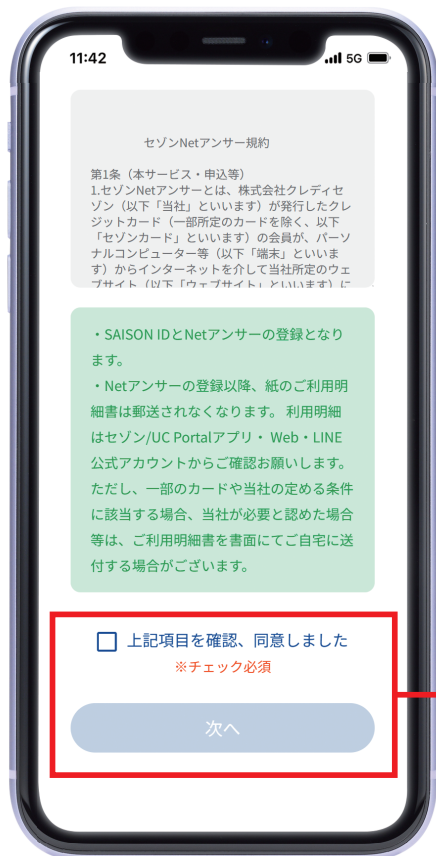 11:42
5G
セゾンNetアンサー規約
第1条（本サービス・申込等）
1.セゾンNetアンサーとは、株式会社クレディセ
ゾン（以下「当社」といいます）が発行したクレ
ジットカード（一部所定のカードを除く、以下
「セゾンカード」といいます）の会員が、パーソ
ナルコンピューター等（以下「端末」といいま
す）からインターネットを介して当社所定のウェ
ブサイト（以下「ウェブサイト」といいます）に
・SAISON IDとNetアンサーの登録となり
ます。
・Netアンサーの登録以降、紙のご利用明
細書は郵送されなくなります。 利用明細
はセゾン/UC Portalアプリ・ Web・LINE
公式アカウントからご確認お願いします。
ただし、一部のカードや当社の定める条件
に該当する場合、当社が必要と認めた場合
等は、ご利用明細書を書面にてご自宅に送
付する場合がございます。
上記項目を確認、同意しました
※チェック必須
次へ